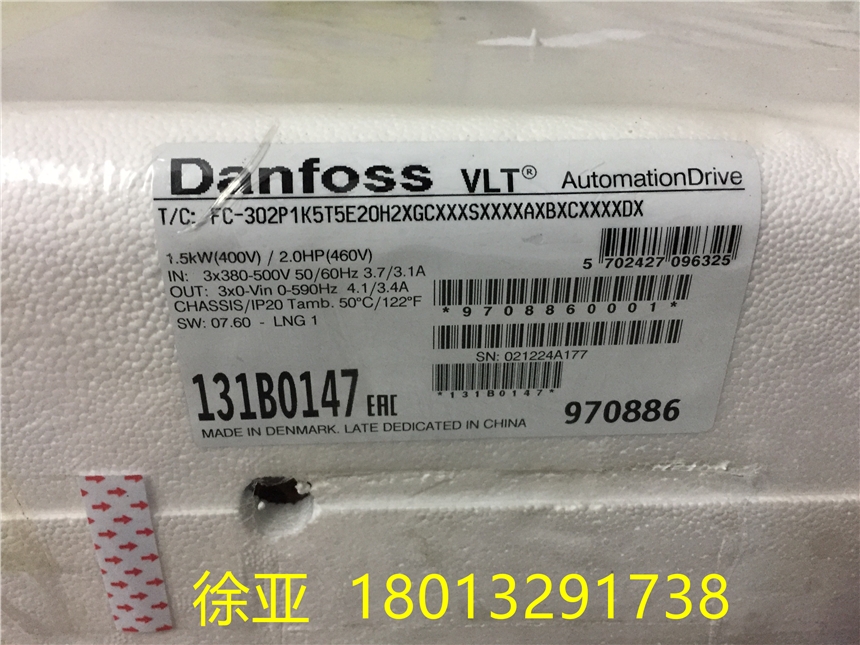 Danfoss VLT® AutomationDrive
T/C: FC-302P1K5T5E20H2XGCXXXSXXXXAXBXCXXXXDX
1.5kW(400V) / 2.0HP(460V)
IN: 3x380-500V 50/60Hz 3.7/3.1A
OUT: 3x0-Vin 0-590Hz 4.1/3.4A
CHASSIS/IP20 Tamb. 50°C/122°F
SW: 07.60 - LNG 1
5 702427 096325
*9708860001*
SN: 021224A177
*131B0147*
131B0147 EAC
970886
MADE IN DENMARK. LATE DEDICATED IN CHINA
徐亚 18013291738